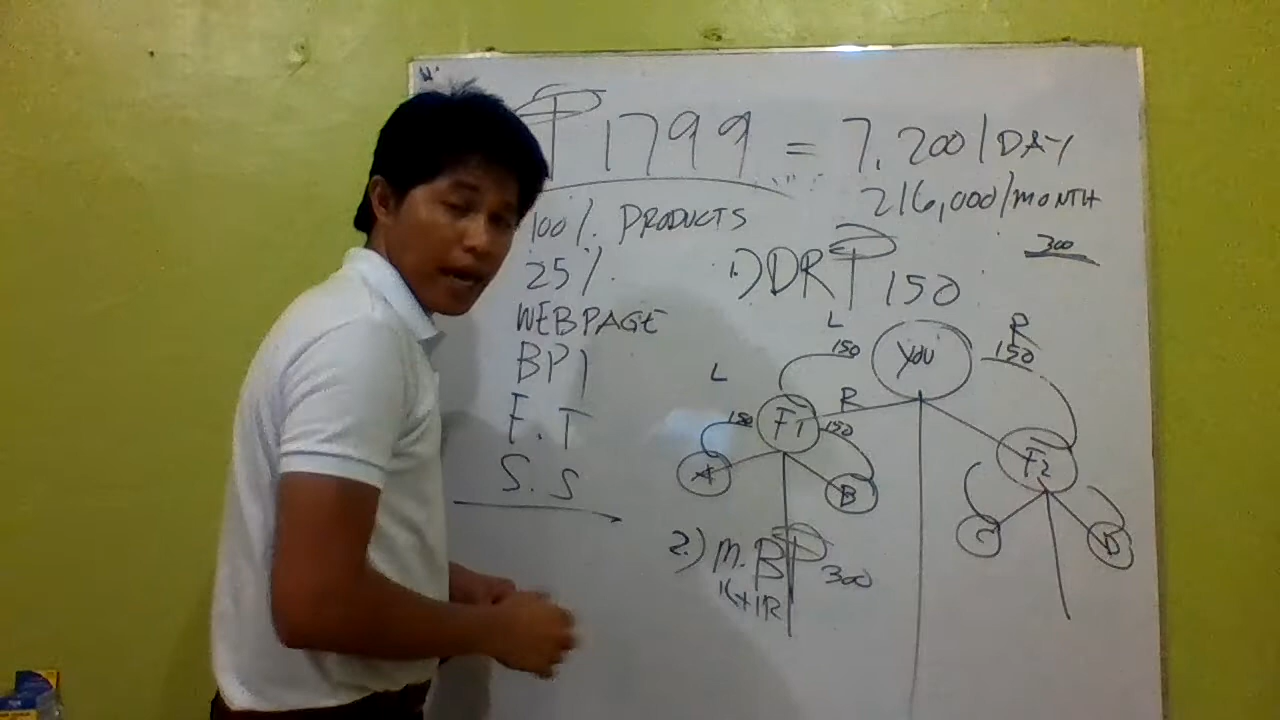 ₱1799 = 7,200/DAY
216,000/MONTH
300
100% PRODUCTS
25%
WEBPAGE
BPI
F.T
S.S
1.) DR ₱150
L
150
YOU
R
150
L
R
150
F1
150
F2
A
B
C
D
2.) M.B ₱300
1L+1R